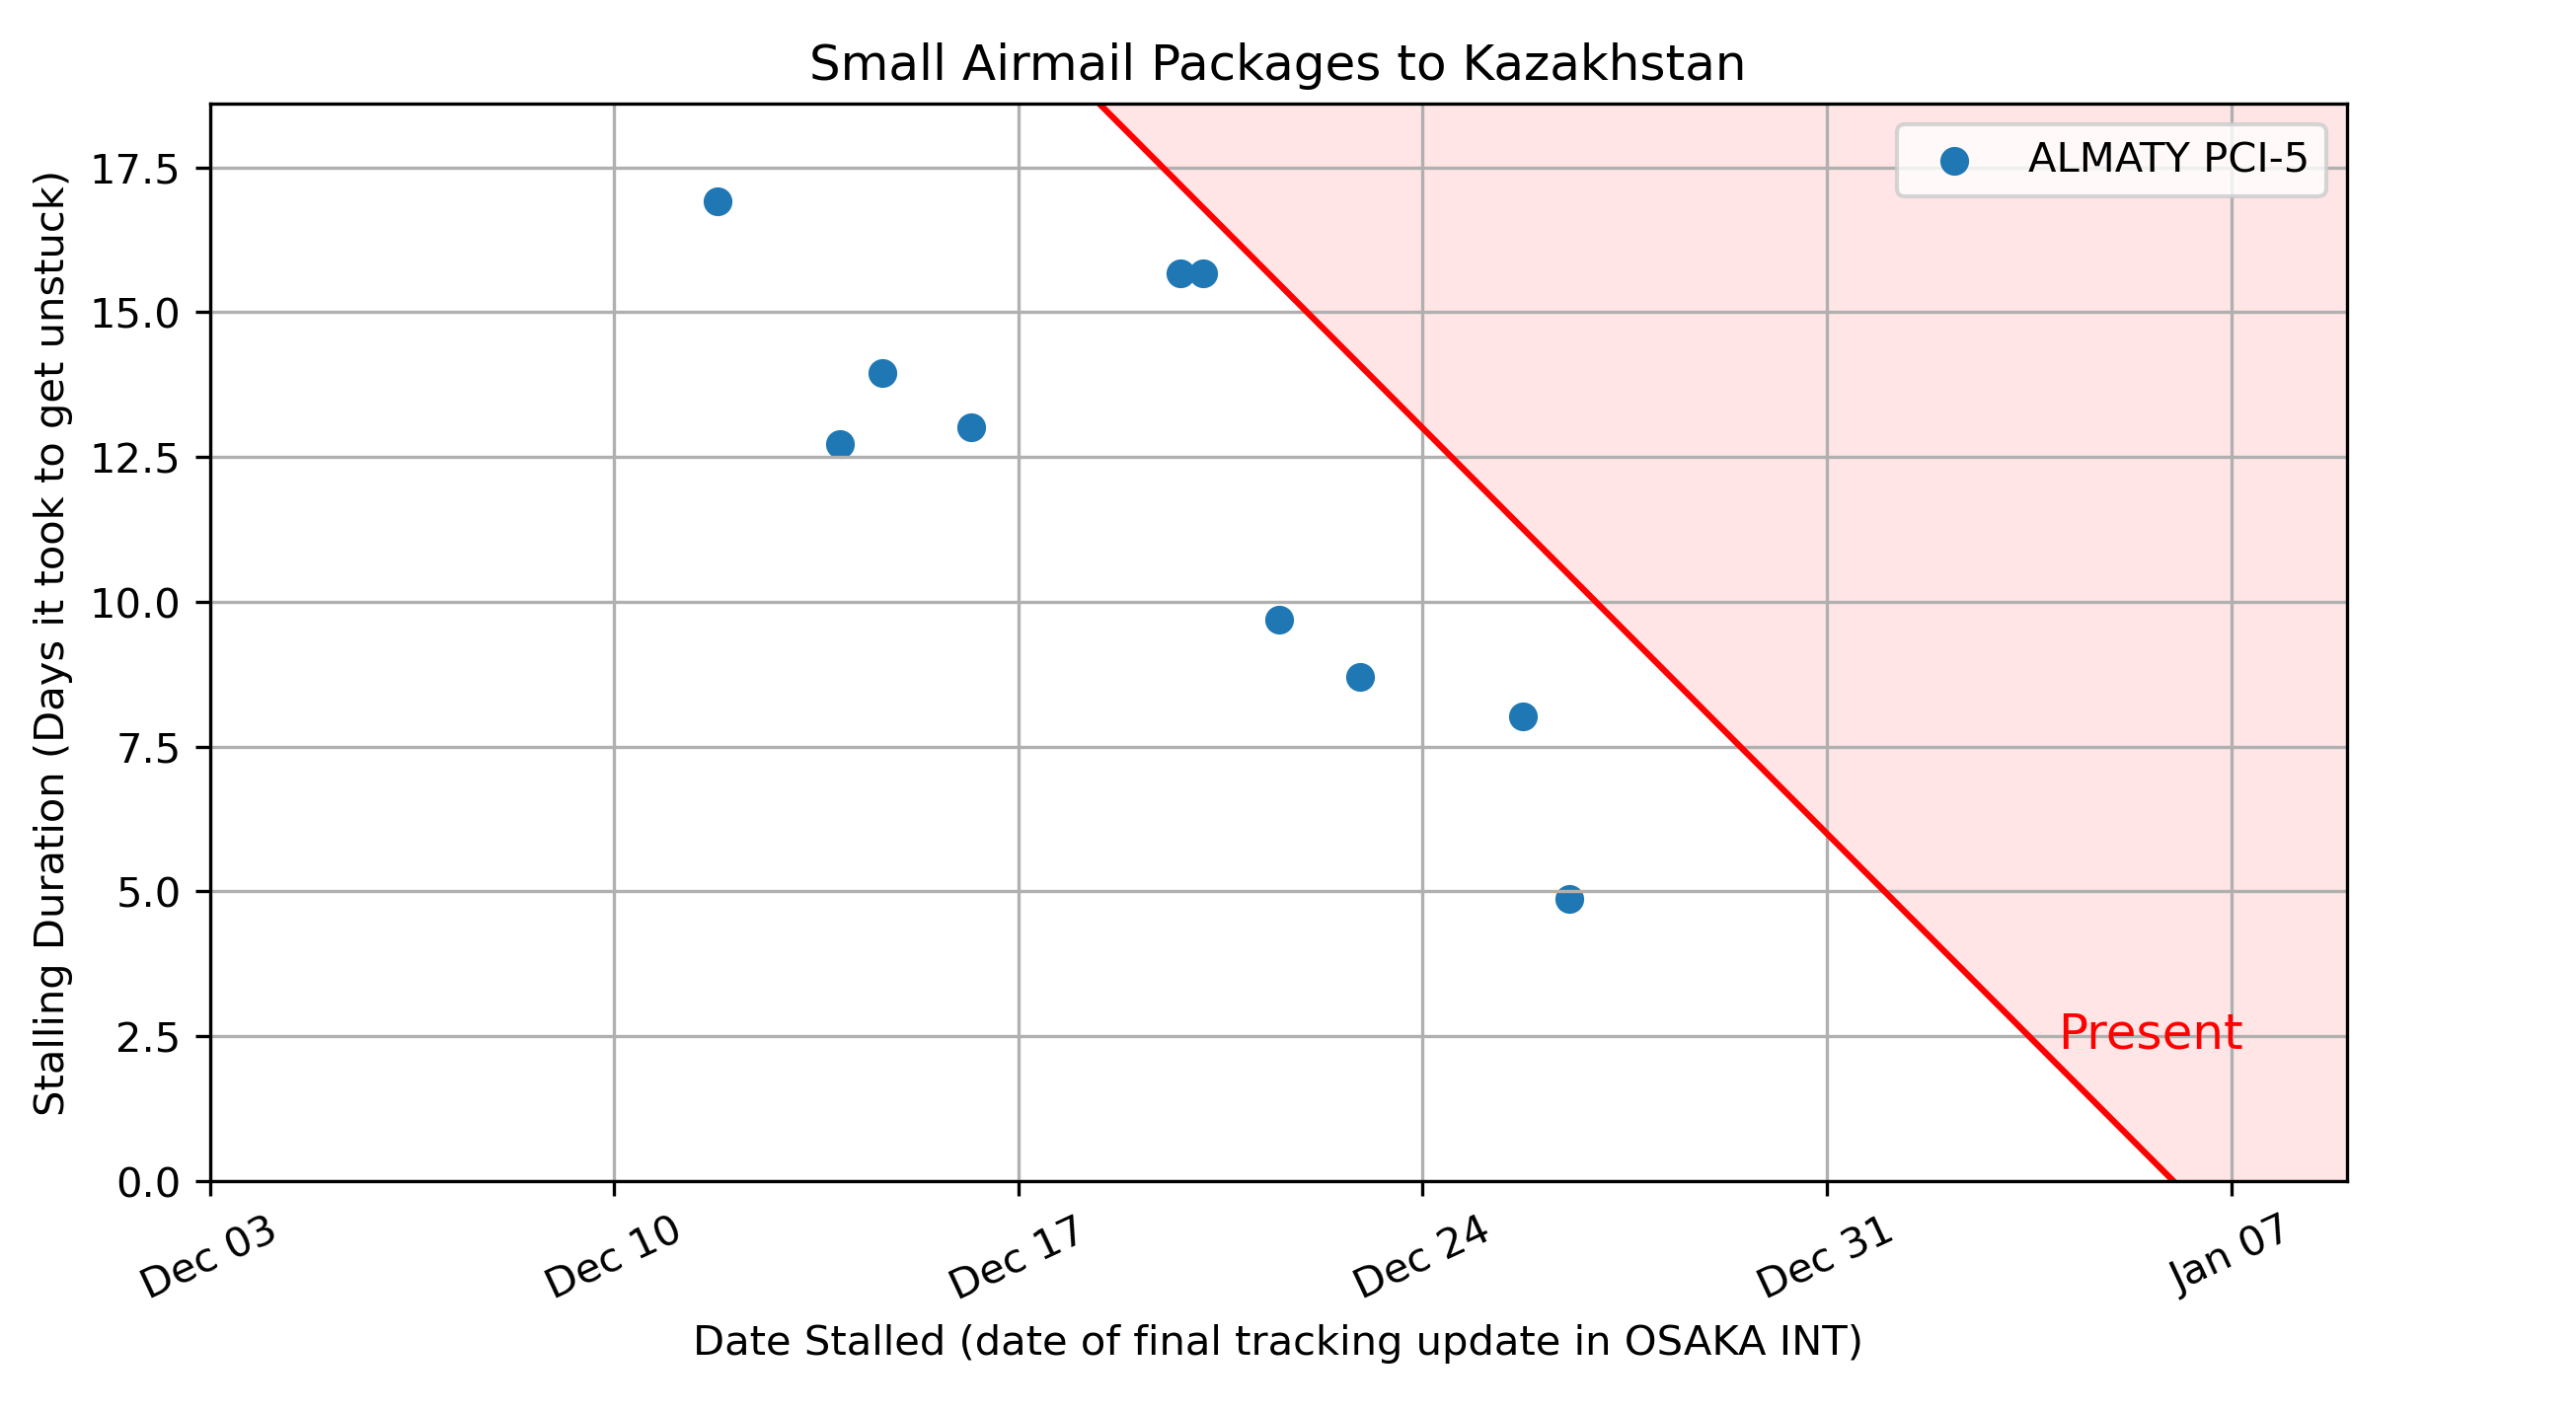 Small Airmail Packages to Kazakhstan
ALMATY PCI-5
Stalling Duration (Days it took to get unstuck)
17.5
15.0
12.5
10.0
7.5
5.0
2.5
0.0
Present
Dec 03
Dec 10
Dec 17
Dec 24
Dec 31
Jan 07
Date Stalled (date of final tracking update in OSAKA INT)